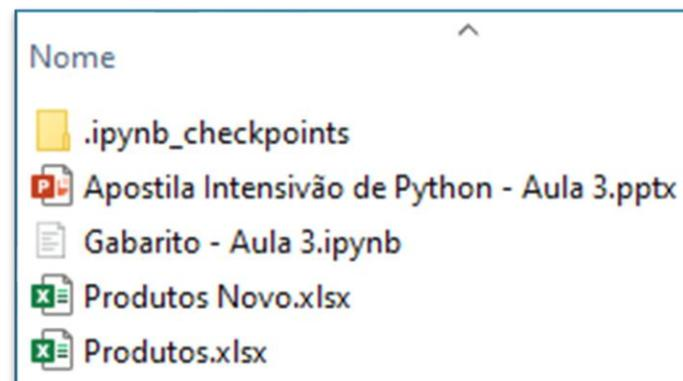 Nome
.ipynb_checkpoints
Apostila Intensivão de Python - Aula 3.pptx
Gabarito - Aula 3.ipynb
Produtos Novo.xlsx
Produtos.xlsx